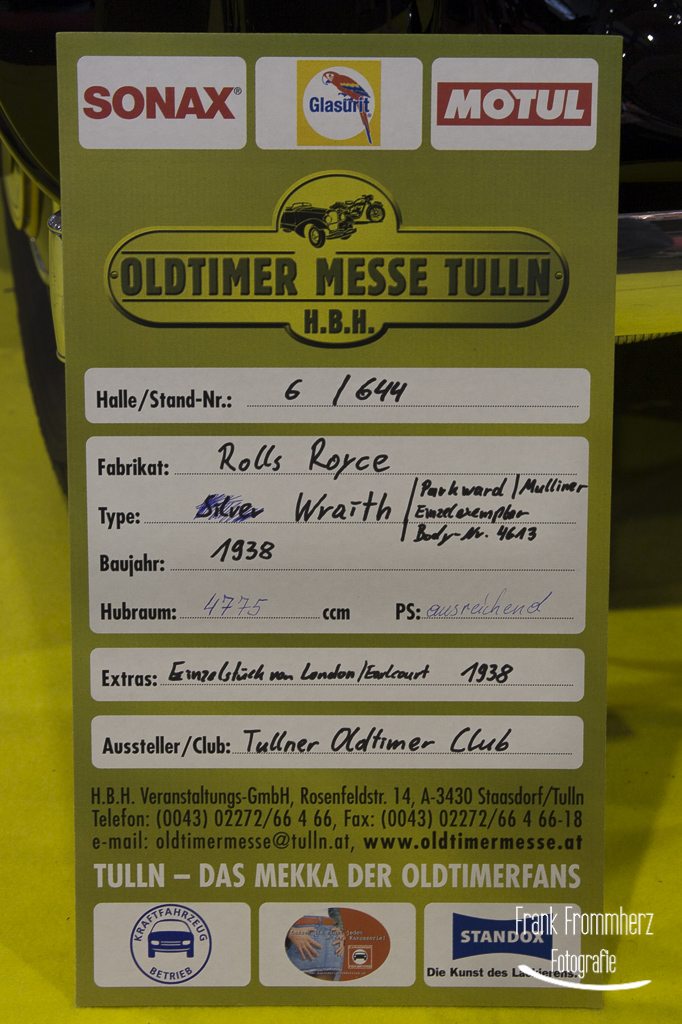 SONAX®
Glasurit
MOTUL
OLDTIMER MESSE TULLN
H.B.H.
Halle/Stand-Nr.: 6 / 644
Fabrikat: Rolls Royce
Type: Silver Wraith Parkward / Mulliner
Einzelexemplar
Body-Nr. 4613
Baujahr: 1938
Hubraum: 4775 ccm PS: ausreichend
Extras: Einzelstück von London/Earlcourt 1938
Aussteller/Club: Tullner Oldtimer Club
H.B.H. Veranstaltungs-GmbH, Rosenfeldstr. 14, A-3430 Staasdorf/Tulln
Telefon: (0043) 02272/66 4 66, Fax: (0043) 02272/66 4 66-18
e-mail: oldtimermesse@tulln.at, www.oldtimermesse.at
TULLN – DAS MEKKA DER OLDTIMERFANS
KRAFTFAHRZEUG
BETRIEB
STANDOX
Die Kunst des Lackierens.
Frank Frommherz
Fotografie